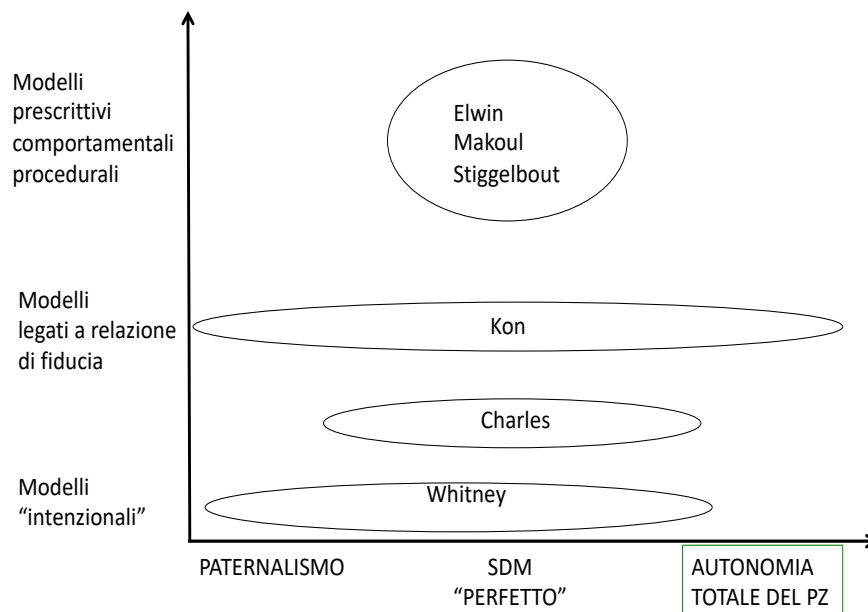 Modelli
prescrittivi
comportamentali
procedurali
Elwin
Makoul
Stiggelbout
Modelli
legati a relazione
di fiducia
Kon
Charles
Modelli
“intenzionali”
Whitney
PATERNALISMO
SDM
“PERFETTO”
AUTONOMIA
TOTALE DEL PZ